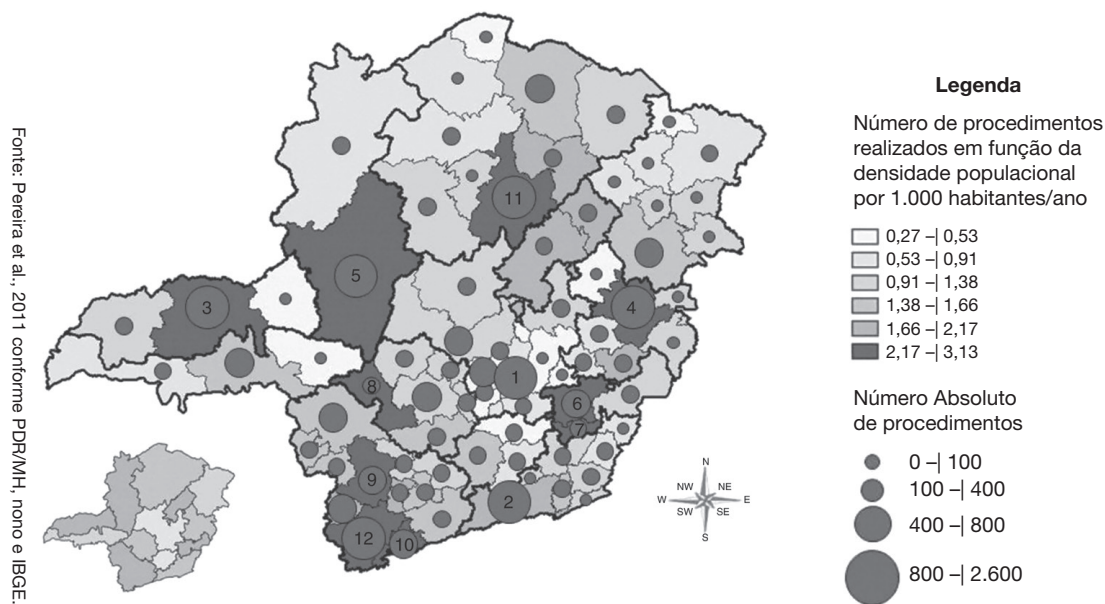 Fonte: Pereira et al., 2011 conforme PDR/MH, nono e IBGE.
11
5
3
4
1
8
6
7
9
2
12
10
N
NW
NE
W
E
SW
SE
S
Legenda
Número de procedimentos
realizados em função da
densidade populacional
por 1.000 habitantes/ano
0,27 –| 0,53
0,53 –| 0,91
0,91 –| 1,38
1,38 –| 1,66
1,66 –| 2,17
2,17 –| 3,13
Número Absoluto
de procedimentos
0 –| 100
100 –| 400
400 –| 800
800 –| 2.600